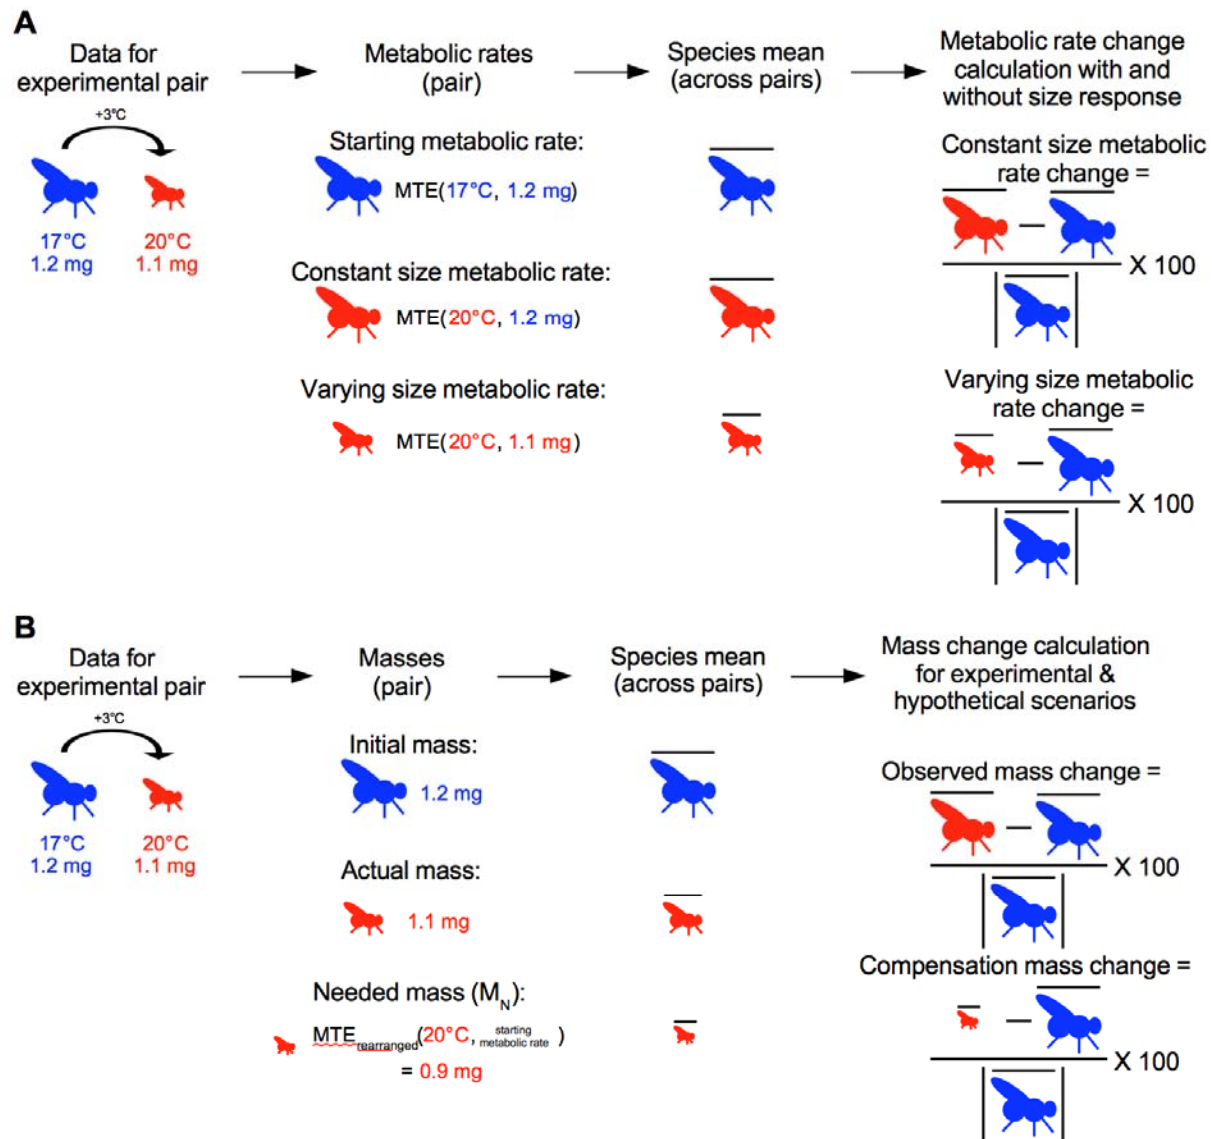 A
Data for
experimental pair
+3°C
17°C
1.2 mg
20°C
1.1 mg
Metabolic rates
(pair)
Starting metabolic rate:
MTE(17°C, 1.2 mg)
Constant size metabolic rate:
MTE(20°C, 1.2 mg)
Varying size metabolic rate:
MTE(20°C, 1.1 mg)
Species mean
(across pairs)
Metabolic rate change
calculation with and
without size response
Constant size metabolic
rate change =
—
X 100
Varying size metabolic
rate change =
—
X 100
B
Data for
experimental pair
+3°C
17°C
1.2 mg
20°C
1.1 mg
Masses
(pair)
Initial mass:
1.2 mg
Actual mass:
1.1 mg
Needed mass (M_N):
MTE_rearranged(20°C, starting metabolic rate )
= 0.9 mg
Species mean
(across pairs)
Mass change calculation
for experimental &
hypothetical scenarios
Observed mass change =
—
X 100
Compensation mass change =
—
X 100